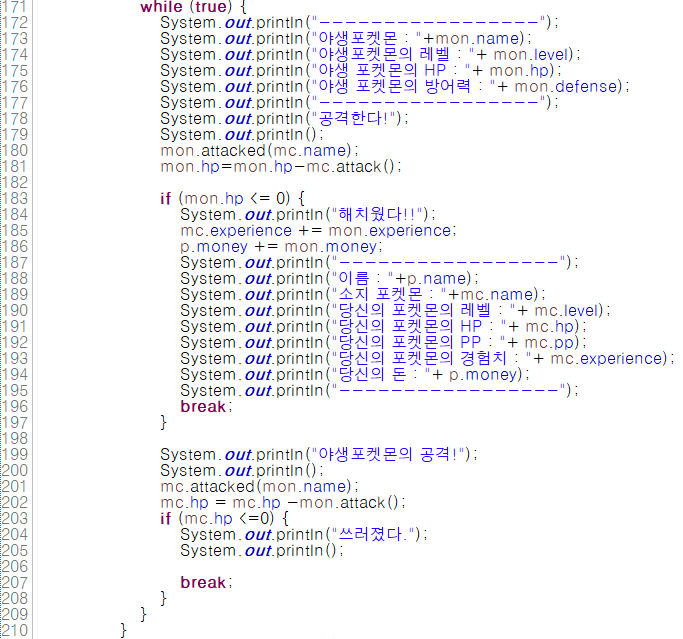 171 while (true) {
172 System.out.println("------------------");
173 System.out.println("야생포켓몬 : "+mon.name);
174 System.out.println("야생포켓몬의 레벨 : "+ mon.level);
175 System.out.println("야생 포켓몬의 HP : "+ mon.hp);
176 System.out.println("야생 포켓몬의 방어력 : "+ mon.defense);
177 System.out.println("------------------");
178 System.out.println("공격한다!");
179 System.out.println();
180 mon.attacked(mc.name);
181 mon.hp=mon.hp-mc.attack();
182
183 if (mon.hp <= 0) {
184 System.out.println("해치웠다!!");
185 mc.experience += mon.experience;
186 p.money += mon.money;
187 System.out.println("------------------");
188 System.out.println("이름 : "+p.name);
189 System.out.println("소지 포켓몬 : "+mc.name);
190 System.out.println("당신의 포켓몬의 레벨 : "+ mc.level);
191 System.out.println("당신의 포켓몬의 HP : "+ mc.hp);
192 System.out.println("당신의 포켓몬의 PP : "+ mc.pp);
193 System.out.println("당신의 포켓몬의 경험치 : "+ mc.experience);
194 System.out.println("당신의 돈 : "+ p.money);
195 System.out.println("------------------");
196 break;
197 }
198
199 System.out.println("야생포켓몬의 공격!");
200 System.out.println();
201 mc.attacked(mon.name);
202 mc.hp = mc.hp -mon.attack();
203 if (mc.hp <=0) {
204 System.out.println("쓰러졌다.");
205 System.out.println();
206
207 break;
208 }
209 }
210 }